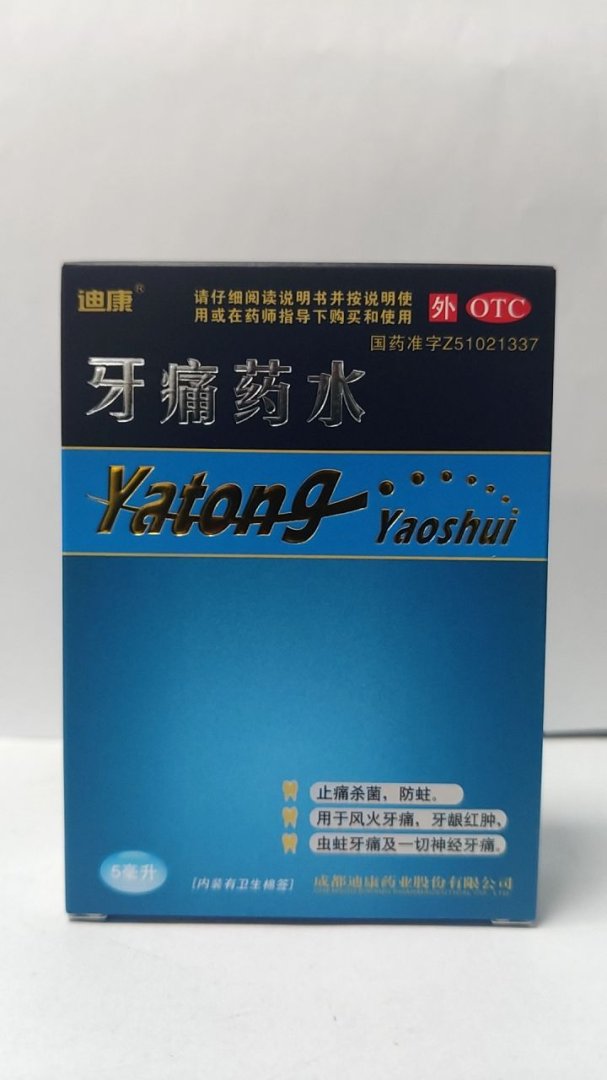 迪康®
请仔细阅读说明书并按说明使
用或在药师指导下购买和使用
外 OTC
国药准字Z51021337
牙痛药水
Yatong Yaoshui
止痛杀菌，防蛀。
用于风火牙痛，牙龈红肿、
虫蛀牙痛及一切神经牙痛。
5毫升
[内装有卫生棉签]
成都迪康药业股份有限公司